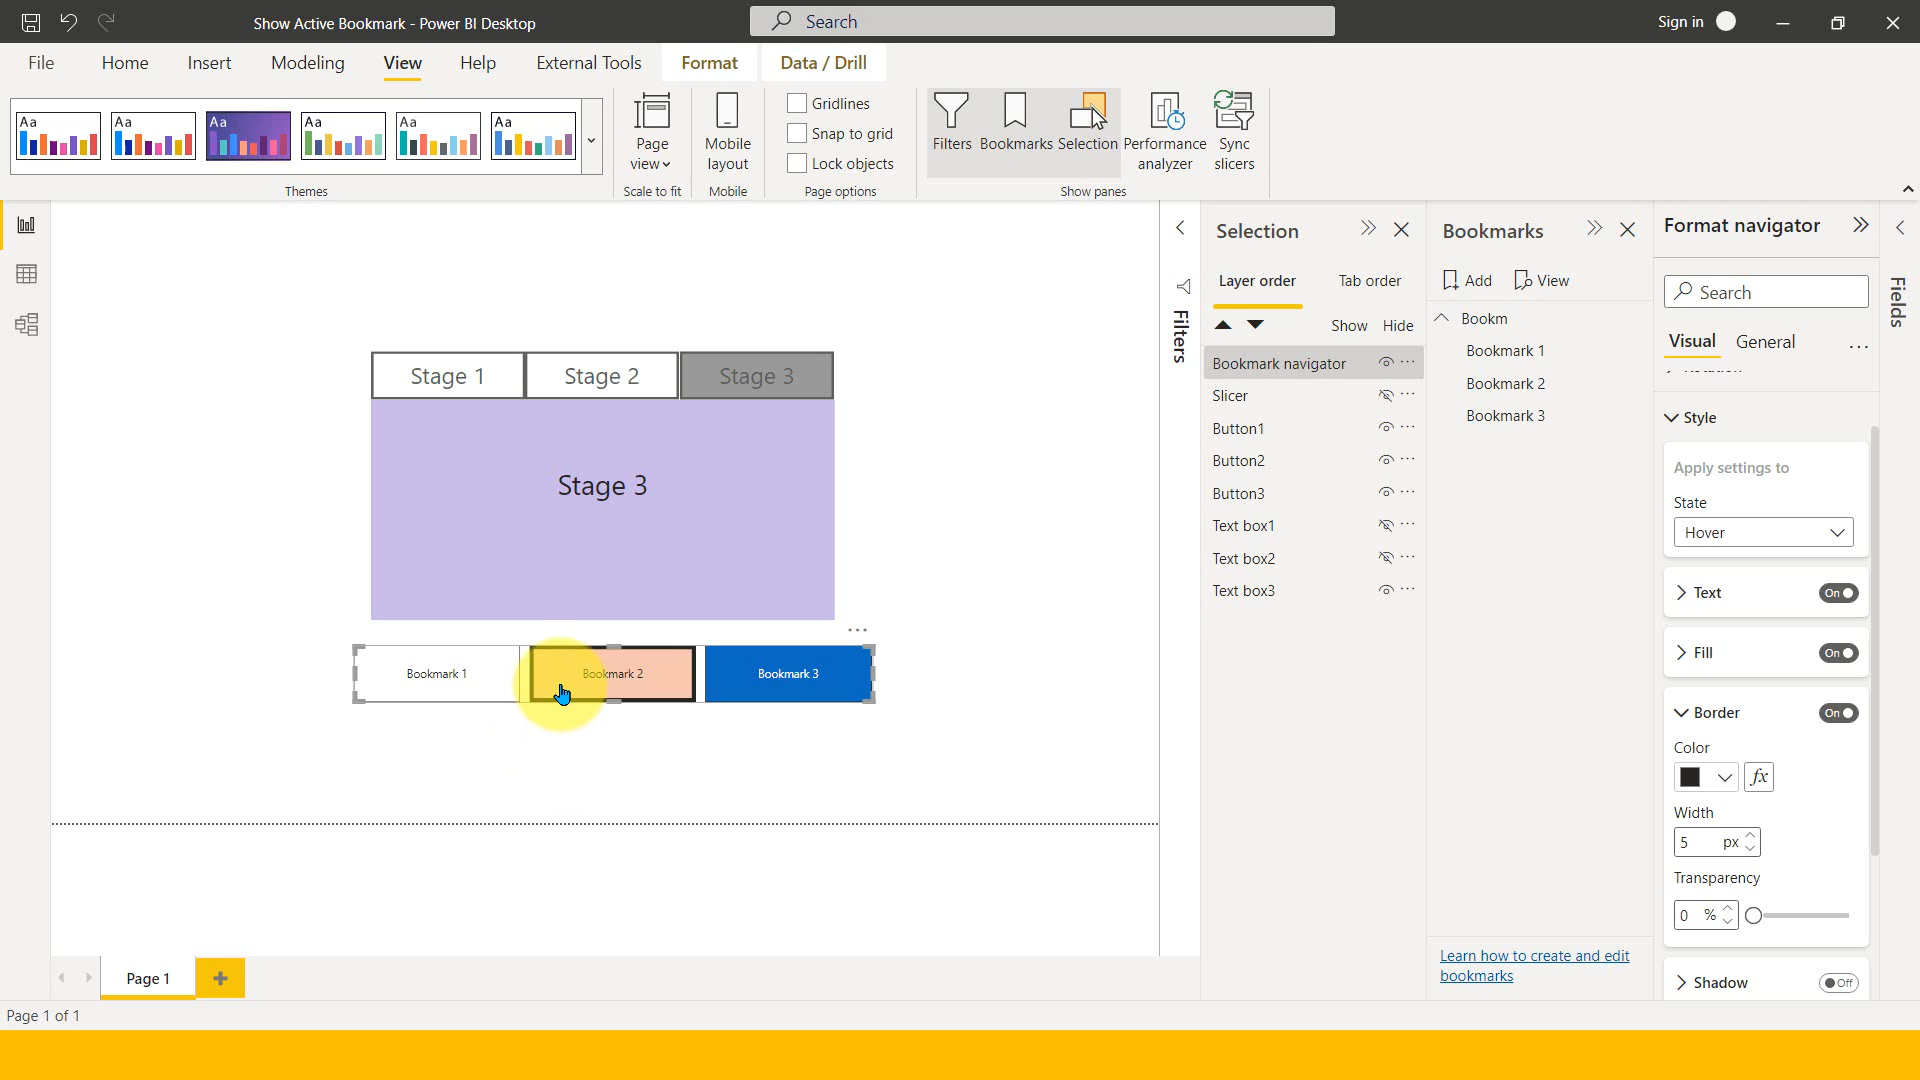 Show Active Bookmark - Power BI Desktop
Search
Sign in
File
Home
Insert
Modeling
View
Help
External Tools
Format
Data / Drill
Aa
Aa
Aa
Aa
Aa
Aa
Themes
Page
view
Scale to fit
Mobile
layout
Mobile
Gridlines
Snap to grid
Lock objects
Page options
Filters
Bookmarks
Selection
Performance
analyzer
Sync
slicers
Show panes
Stage 1
Stage 2
Stage 3
Stage 3
Bookmark 1
Bookmark 2
Bookmark 3
Filters
Selection
Layer order
Tab order
Show
Hide
Bookmark navigator
Slicer
Button1
Button2
Button3
Text box1
Text box2
Text box3
Bookmarks
Add
View
Bookm
Bookmark 1
Bookmark 2
Bookmark 3
Learn how to create and edit
bookmarks
Format navigator
Search
Visual
General
Style
Apply settings to
State
Hover
Text
On
Fill
On
Border
On
Color
fx
Width
5 px
Transparency
0 %
Shadow
Off
Fields
Page 1
Page 1 of 1